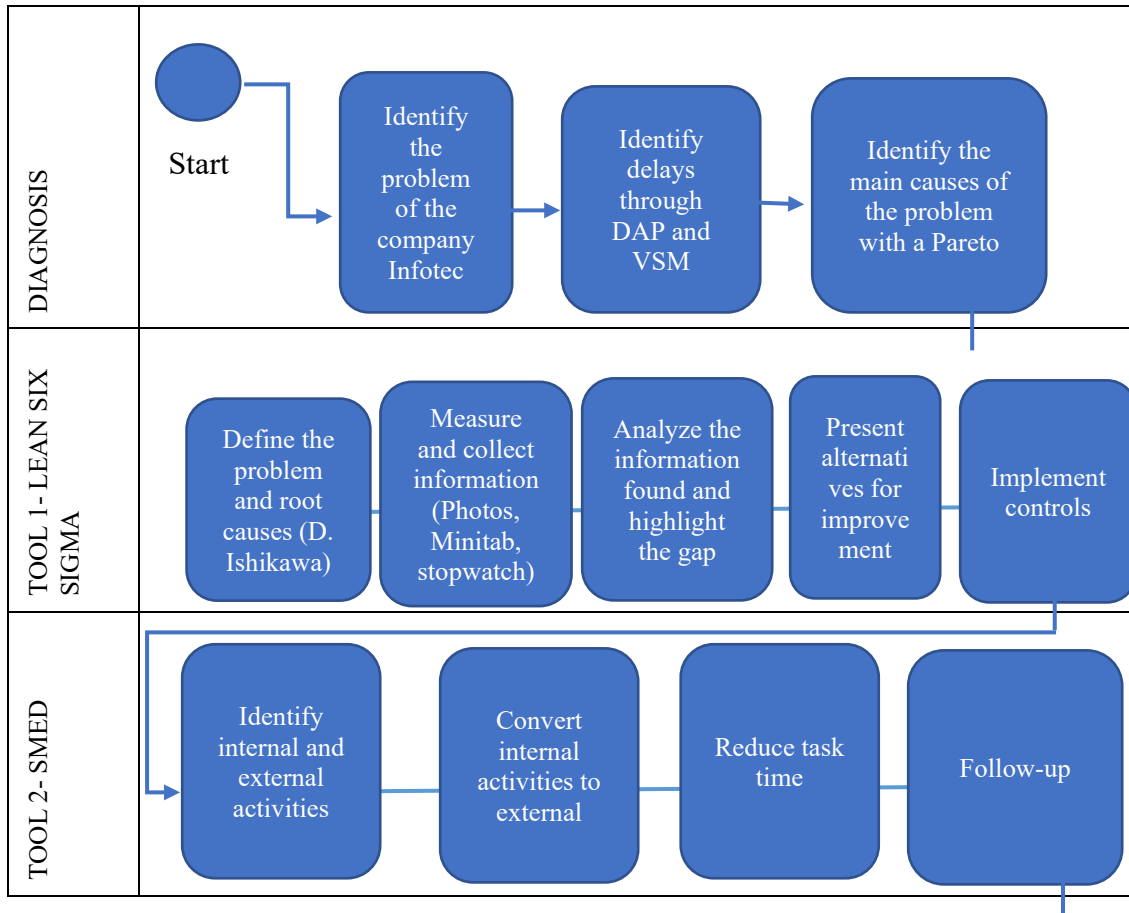 DIAGNOSIS
Start
Identify
the
problem
of the
company
Infotec
Identify
delays
through
DAP and
VSM
Identify the
main causes of
the problem
with a Pareto
TOOL 1- LEAN SIX
SIGMA
Define the
problem
and root
causes (D.
Ishikawa)
Measure
and collect
information
(Photos,
Minitab,
stopwatch)
Analyze the
information
found and
highlight
the gap
Present
alternati
ves for
improve
ment
Implement
controls
TOOL 2- SMED
Identify
internal and
external
activities
Convert
internal
activities to
external
Reduce task
time
Follow-up